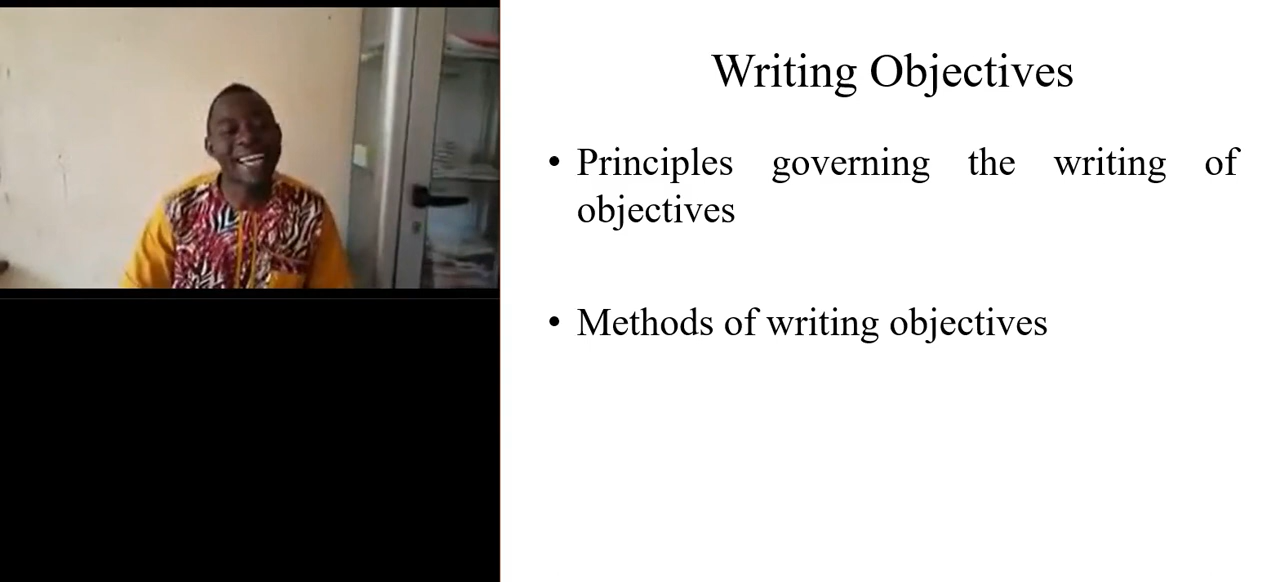 Writing Objectives
• Principles governing the writing of
objectives
• Methods of writing objectives